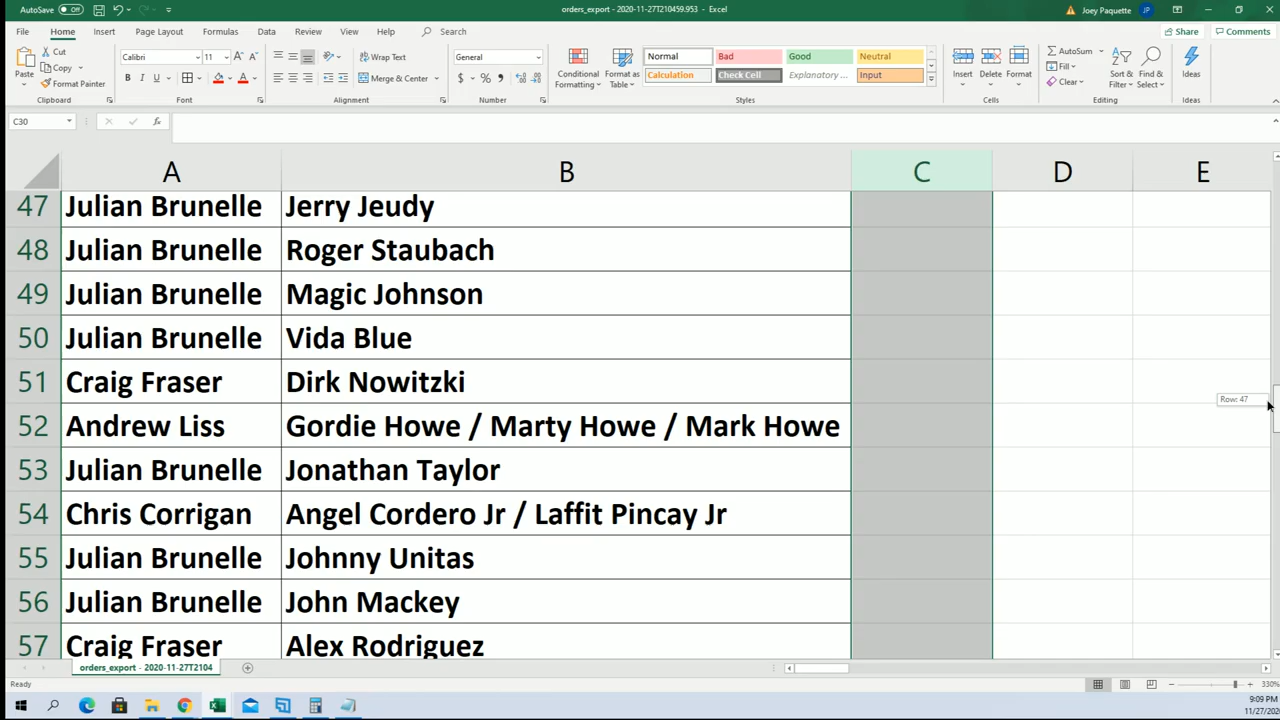 AutoSave Off orders_export - 2020-11-27T210459.953 - Excel Joey Paquette JP
File Home Insert Page Layout Formulas Data Review View Help Search Share Comments
Paste Cut Copy Format Painter Clipboard
Calibri 11 B I U A Font
Wrap Text Merge & Center Alignment
General $ % Number
Conditional Formatting Format as Table Normal Bad Good Neutral Calculation Check Cell Explanatory ... Input Styles
Insert Delete Format Cells
AutoSum Fill Clear Sort & Filter Find & Select Editing
Ideas Ideas
C30 fx
A B C D E
47 Julian Brunelle Jerry Jeudy
48 Julian Brunelle Roger Staubach
49 Julian Brunelle Magic Johnson
50 Julian Brunelle Vida Blue
51 Craig Fraser Dirk Nowitzki
Row: 47
52 Andrew Liss Gordie Howe / Marty Howe / Mark Howe
53 Julian Brunelle Jonathan Taylor
54 Chris Corrigan Angel Cordero Jr / Laffit Pincay Jr
55 Julian Brunelle Johnny Unitas
56 Julian Brunelle John Mackey
57 Craig Fraser Alex Rodriguez
orders_export - 2020-11-27T2104
Ready 330%
9:09 PM
11/27/202